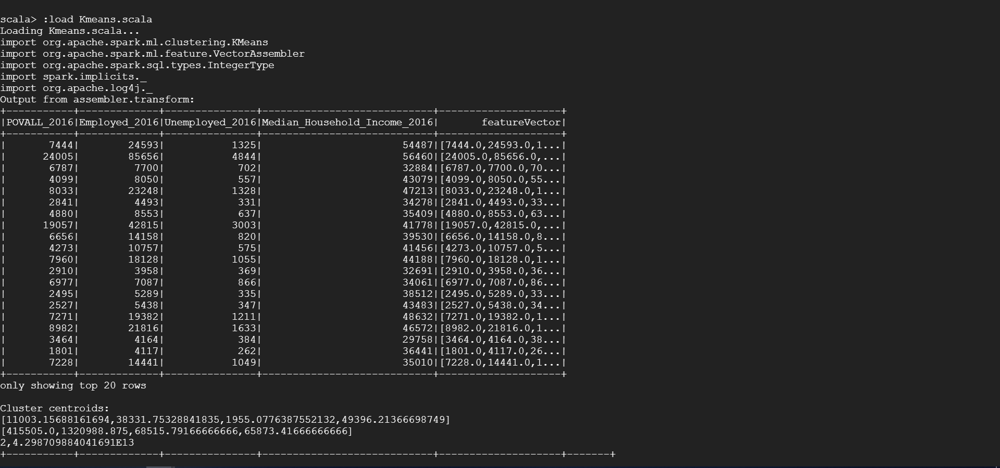 scala> :load Kmeans.scala
Loading Kmeans.scala...
import org.apache.spark.ml.clustering.KMeans
import org.apache.spark.ml.feature.VectorAssembler
import org.apache.spark.sql.types.IntegerType
import spark.implicits._
import org.apache.log4j._
Output from assembler.transform:
+-----------+-------------+---------------+----------------------------+--------------------+
|POVALL_2016|Employed_2016|Unemployed_2016|Median_Household_Income_2016|       featureVector|
+-----------+-------------+---------------+----------------------------+--------------------+
|       7444|        24593|           1325|                       54487|[7444.0,24593.0,1...|
|      24005|        85656|           4844|                       56460|[24005.0,85656.0,...|
|       6787|         7700|            702|                       32884|[6787.0,7700.0,70...|
|       4099|         8050|            557|                       43079|[4099.0,8050.0,55...|
|       8033|        23248|           1328|                       47213|[8033.0,23248.0,1...|
|       2841|         4493|            331|                       34278|[2841.0,4493.0,33...|
|       4880|         8553|            637|                       35409|[4880.0,8553.0,63...|
|      19057|        42815|           3003|                       41778|[19057.0,42815.0,...|
|       6656|        14158|            820|                       39530|[6656.0,14158.0,8...|
|       4273|        10757|            575|                       41456|[4273.0,10757.0,5...|
|       7960|        18128|           1055|                       44188|[7960.0,18128.0,1...|
|       2910|         3958|            369|                       32691|[2910.0,3958.0,36...|
|       6977|         7087|            866|                       34061|[6977.0,7087.0,86...|
|       2495|         5289|            335|                       38512|[2495.0,5289.0,33...|
|       2527|         5438|            347|                       43483|[2527.0,5438.0,34...|
|       7271|        19382|           1211|                       48632|[7271.0,19382.0,1...|
|       8982|        21816|           1633|                       46572|[8982.0,21816.0,1...|
|       3464|         4164|            384|                       29758|[3464.0,4164.0,38...|
|       1801|         4117|            262|                       36441|[1801.0,4117.0,26...|
|       7228|        14441|           1049|                       35010|[7228.0,14441.0,1...|
+-----------+-------------+---------------+----------------------------+--------------------+
only showing top 20 rows
Cluster centroids:
[11003.15688161694,38331.75328841835,1955.0776387552132,49396.21366698749]
[415505.0,1320988.875,68515.79166666666,65873.41666666666]
2,4.298709884041691E13
+-----------+-------------+---------------+----------------------------+--------------------+-------+